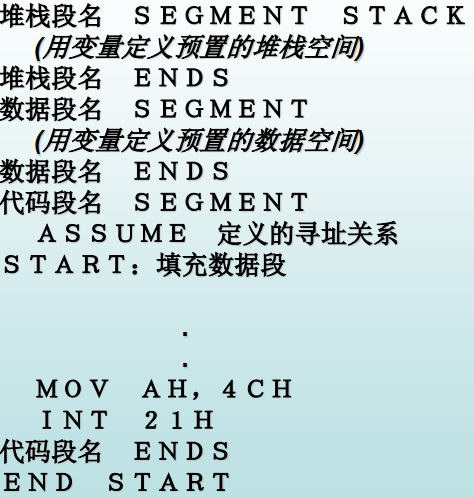 堆栈段名　ＳＥＧＭＥＮＴ　ＳＴＡＣＫ
(用变量定义预置的堆栈空间)
堆栈段名　ＥＮＤＳ
数据段名　ＳＥＧＭＥＮＴ
(用变量定义预置的数据空间)
数据段名　ＥＮＤＳ
代码段名　ＳＥＧＭＥＮＴ
ＡＳＳＵＭＥ　定义的寻址关系
ＳＴＡＲＴ：填充数据段
.
.
ＭＯＶ　ＡＨ，４ＣＨ
ＩＮＴ　２１Ｈ
代码段名　ＥＮＤＳ
ＥＮＤ　ＳＴＡＲＴ